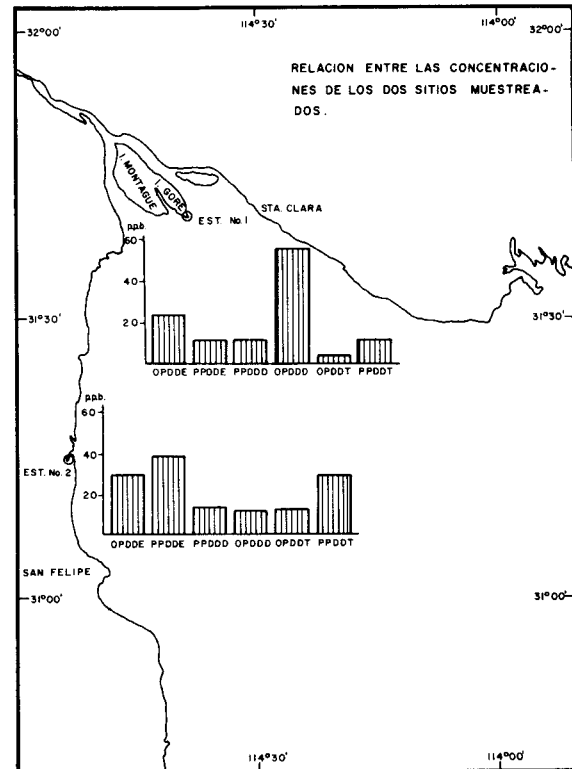 114°30'
114°00'
32°00'
32°00'
RELACION ENTRE LAS CONCENTRACIO-
NES DE LOS DOS SITIOS MUESTREA-
DOS.
I. MONTAGUE
I. GORE
EST. No. 1
STA. CLARA
p.p.b.
60
20
OPDDE PPDDE PPDDD OPDDD OPDDT PPDDT
31°30'
31°30'
p.p.b.
60
40
20
EST. No. 2
OPDDE PPDDE PPDDD OPDDD OPDDT PPDDT
SAN FELIPE
31°00'
31°00'
114°30'
114°00'